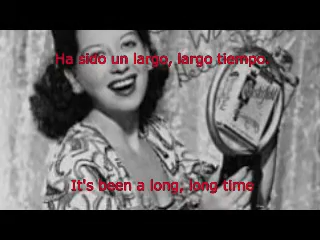 Ha sido un largo, largo tiempo.
It's been a long, long time